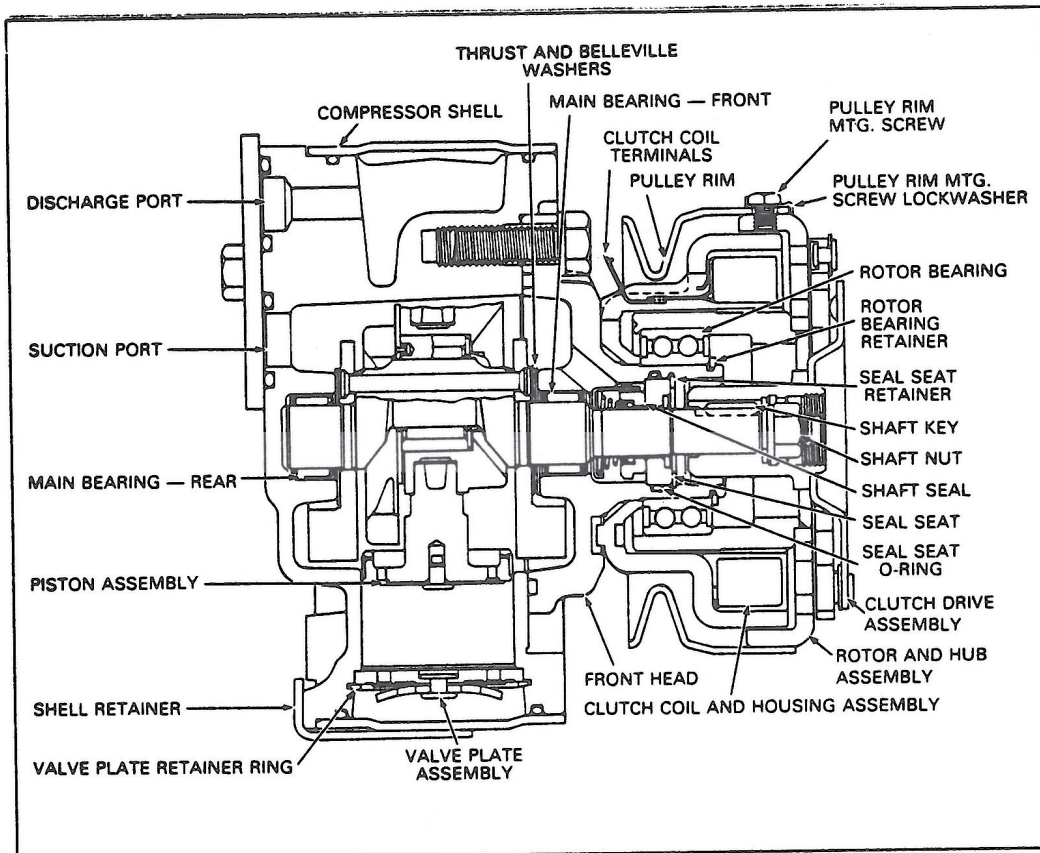 THRUST AND BELLEVILLE
WASHERS
MAIN BEARING — FRONT
COMPRESSOR SHELL
CLUTCH COIL
TERMINALS
PULLEY RIM
PULLEY RIM
MTG. SCREW
PULLEY RIM MTG.
SCREW LOCKWASHER
DISCHARGE PORT
ROTOR BEARING
ROTOR
BEARING
RETAINER
SUCTION PORT
SEAL SEAT
RETAINER
SHAFT KEY
SHAFT NUT
MAIN BEARING — REAR
SHAFT SEAL
SEAL SEAT
SEAL SEAT
O-RING
PISTON ASSEMBLY
CLUTCH DRIVE
ASSEMBLY
ROTOR AND HUB
ASSEMBLY
FRONT HEAD
CLUTCH COIL AND HOUSING ASSEMBLY
SHELL RETAINER
VALVE PLATE RETAINER RING
VALVE PLATE
ASSEMBLY